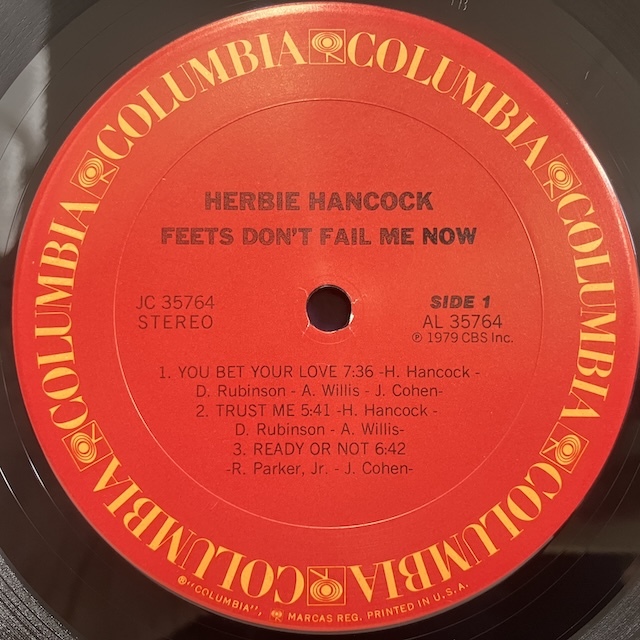 COLUMBIA COLUMBIA COLUMBIA COLUMBIA COLUMBIA COLUMBIA COLUMBIA COLUMBIA
HERBIE HANCOCK
FEETS DON'T FAIL ME NOW
JC 35764
STEREO
SIDE 1
AL 35764
℗ 1979 CBS Inc.
1. YOU BET YOUR LOVE 7:36 -H. Hancock -
D. Rubinson - A. Willis - J. Cohen-
2. TRUST ME 5:41 -H. Hancock -
D. Rubinson - A. Willis-
3. READY OR NOT 6:42
-R. Parker, Jr. - J. Cohen-
®"COLUMBIA", MARCAS REG. PRINTED IN U.S.A.